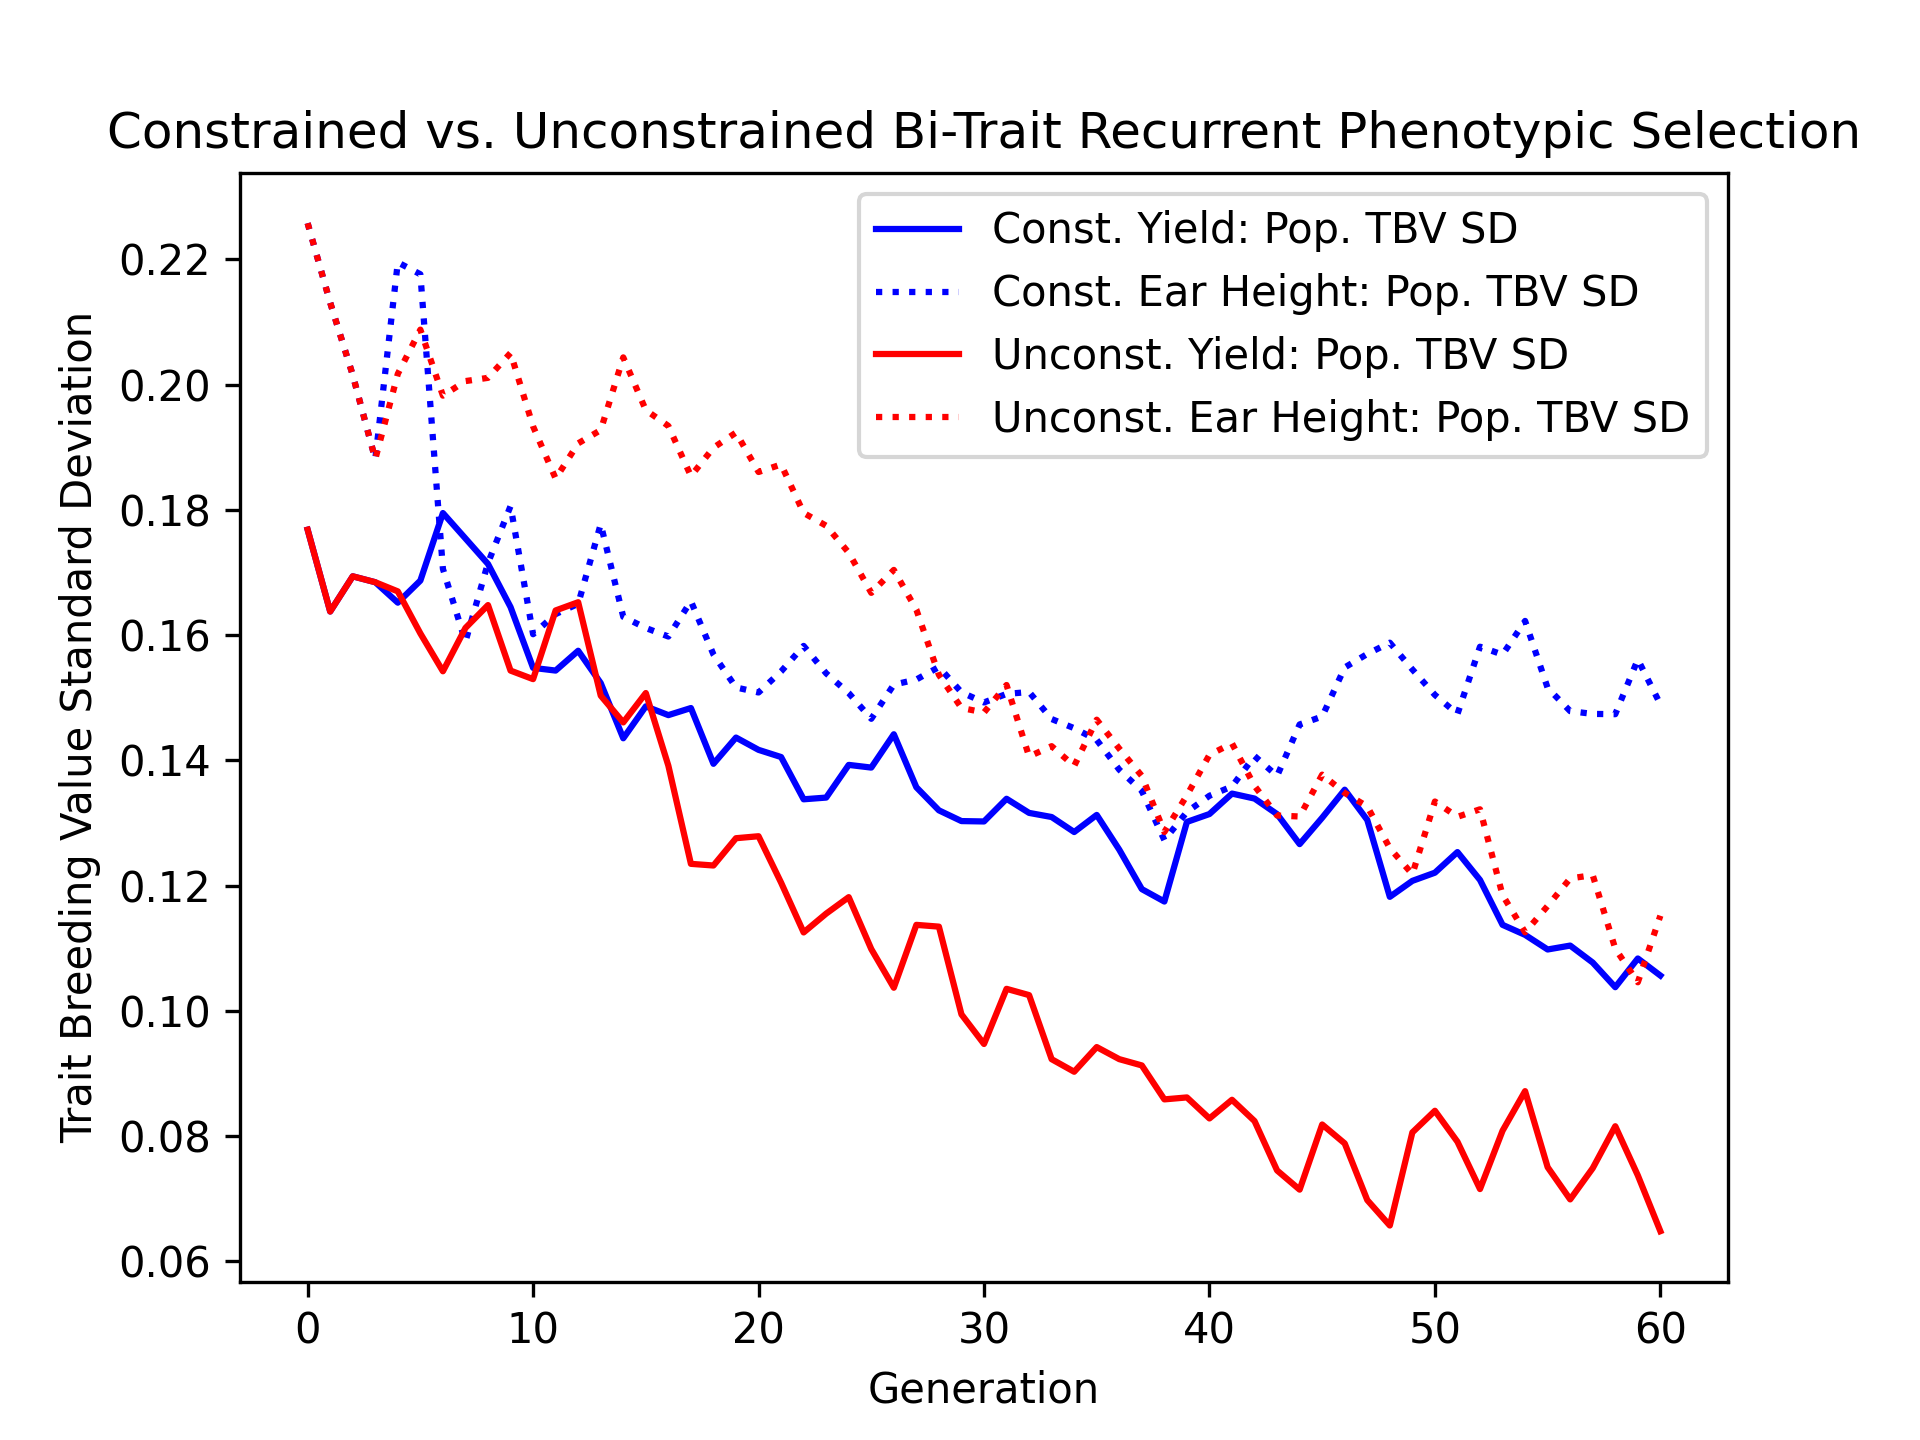 Constrained vs. Unconstrained Bi-Trait Recurrent Phenotypic Selection
Const. Yield: Pop. TBV SD
Const. Ear Height: Pop. TBV SD
Unconst. Yield: Pop. TBV SD
Unconst. Ear Height: Pop. TBV SD
Trait Breeding Value Standard Deviation
0.22
0.20
0.18
0.16
0.14
0.12
0.10
0.08
0.06
0 10 20 30 40 50 60
Generation